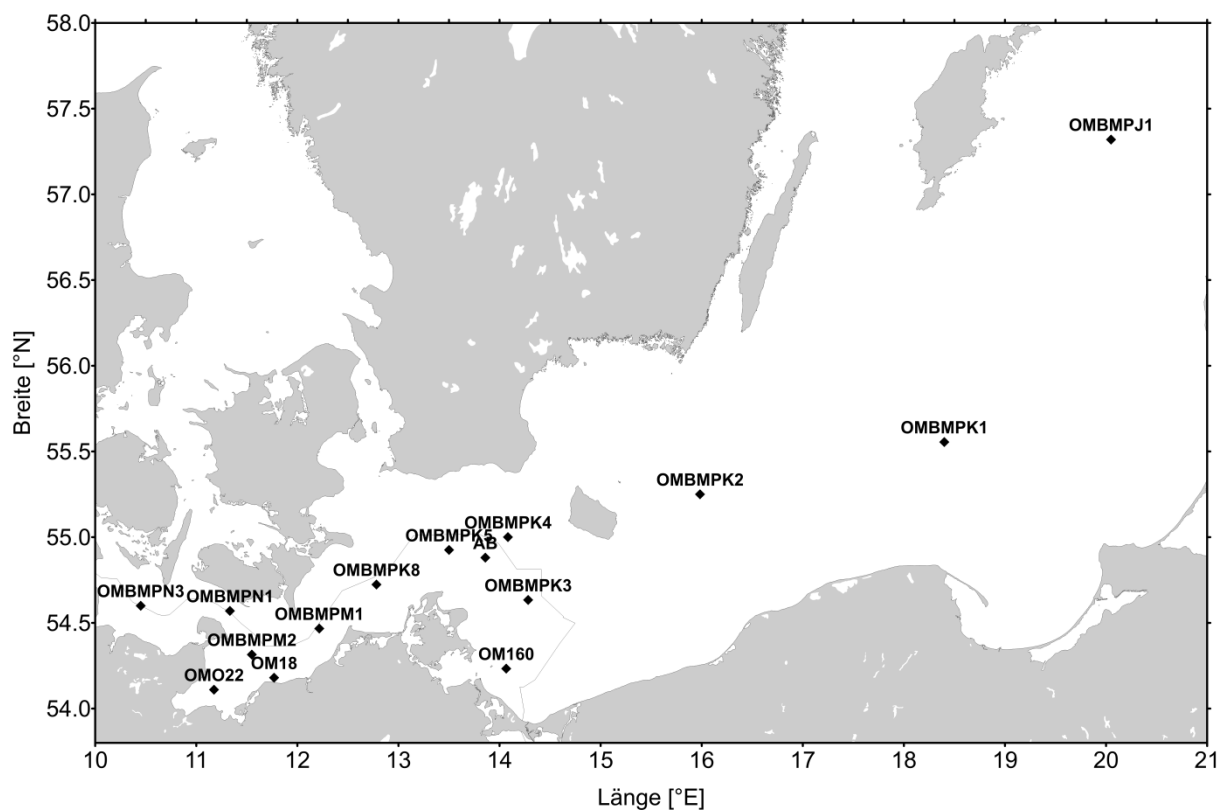 58.0
57.5
57.0
56.5
56.0
55.5
55.0
54.5
54.0
Breite [°N]
OMBMPJ1
OMBMPK1
OMBMPK2
OMBMPK4
OMBMPK5
AB
OMBMPK8
OMBMPK3
OMBMPN3
OMBMPN1
OMBMPM1
OMBMPM2
OM18
OM160
OMO22
10 11 12 13 14 15 16 17 18 19 20 21
Länge [°E]